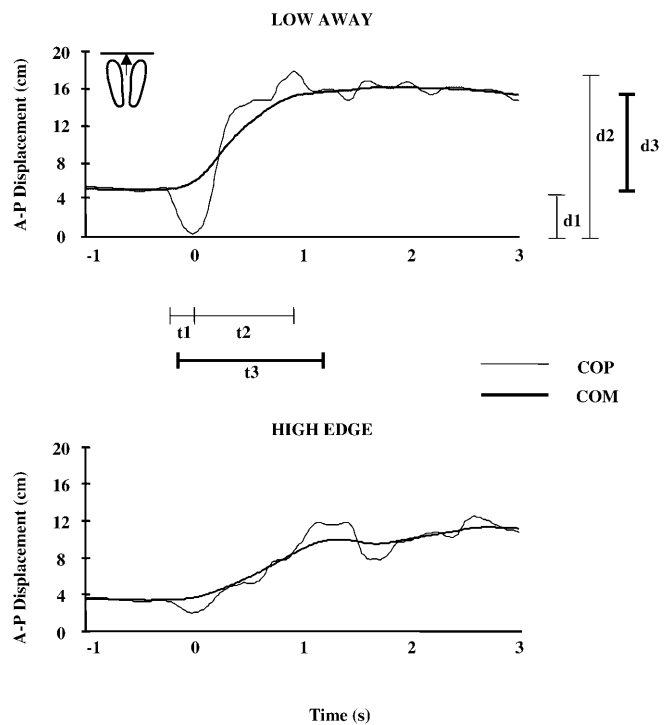 LOW AWAY
A-P Displacement (cm)
20
16
12
8
4
0
-1 0 1 2 3
d1
d2
d3
t1 t2
t3
COP
COM
HIGH EDGE
A-P Displacement (cm)
20
16
12
8
4
0
-1 0 1 2 3
Time (s)